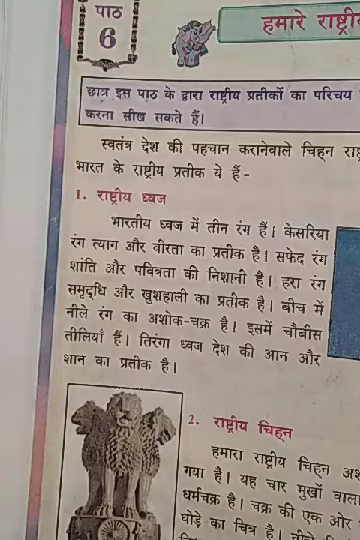 पाठ
6
हमारे राष्ट्री
छात्र इस पाठ के द्वारा राष्ट्रीय प्रतीकों का परिचय
करना सीख सकते हैं।
स्वतंत्र देश की पहचान करानेवाले चिह्न
भारत के राष्ट्रीय प्रतीक ये हैं -
1. राष्ट्रीय ध्वज
भारतीय ध्वज में तीन रंग हैं। केसरिया
रंग त्याग और वीरता का प्रतीक है। सफेद रंग
शांति और पवित्रता की निशानी है। हरा रंग
समृद्धि और खुशहाली का प्रतीक है। बीच में
नीले रंग का अशोक-चक्र है। इसमें चौबीस
तीलियाँ हैं। तिरंगा ध्वज देश की आन और
शान का प्रतीक है।
2. राष्ट्रीय चिह्न
हमारा राष्ट्रीय चिह्न
गया है। यह चार मुखों वाला
धर्मचक्र है। चक्र की एक ओर
घोड़े का चित्र है।